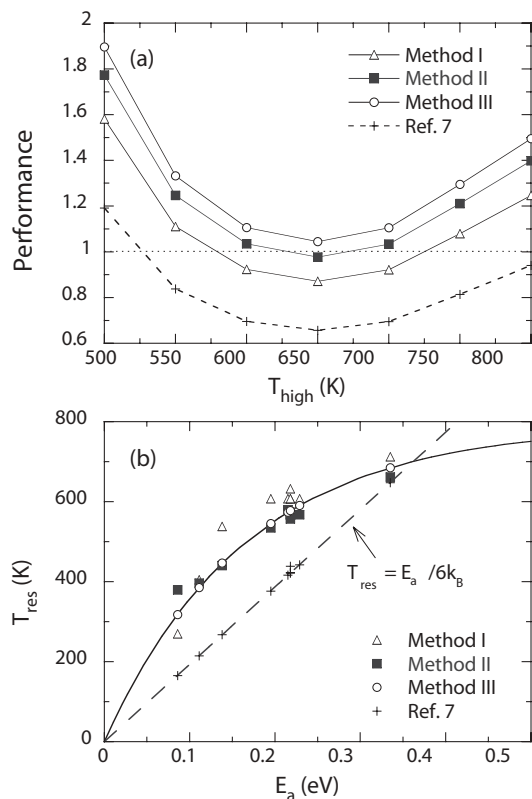 2
1.8
1.6
1.4
1.2
1
0.8
0.6
Performance
(a)
Method I
Method II
Method III
Ref. 7
500
550
600
650
700
750
800
T_high (K)
800
600
400
200
0
T_res (K)
(b)
T_res = E_a /6k_B
Method I
Method II
Method III
Ref. 7
0
0.1
0.2
0.3
0.4
0.5
E_a (eV)